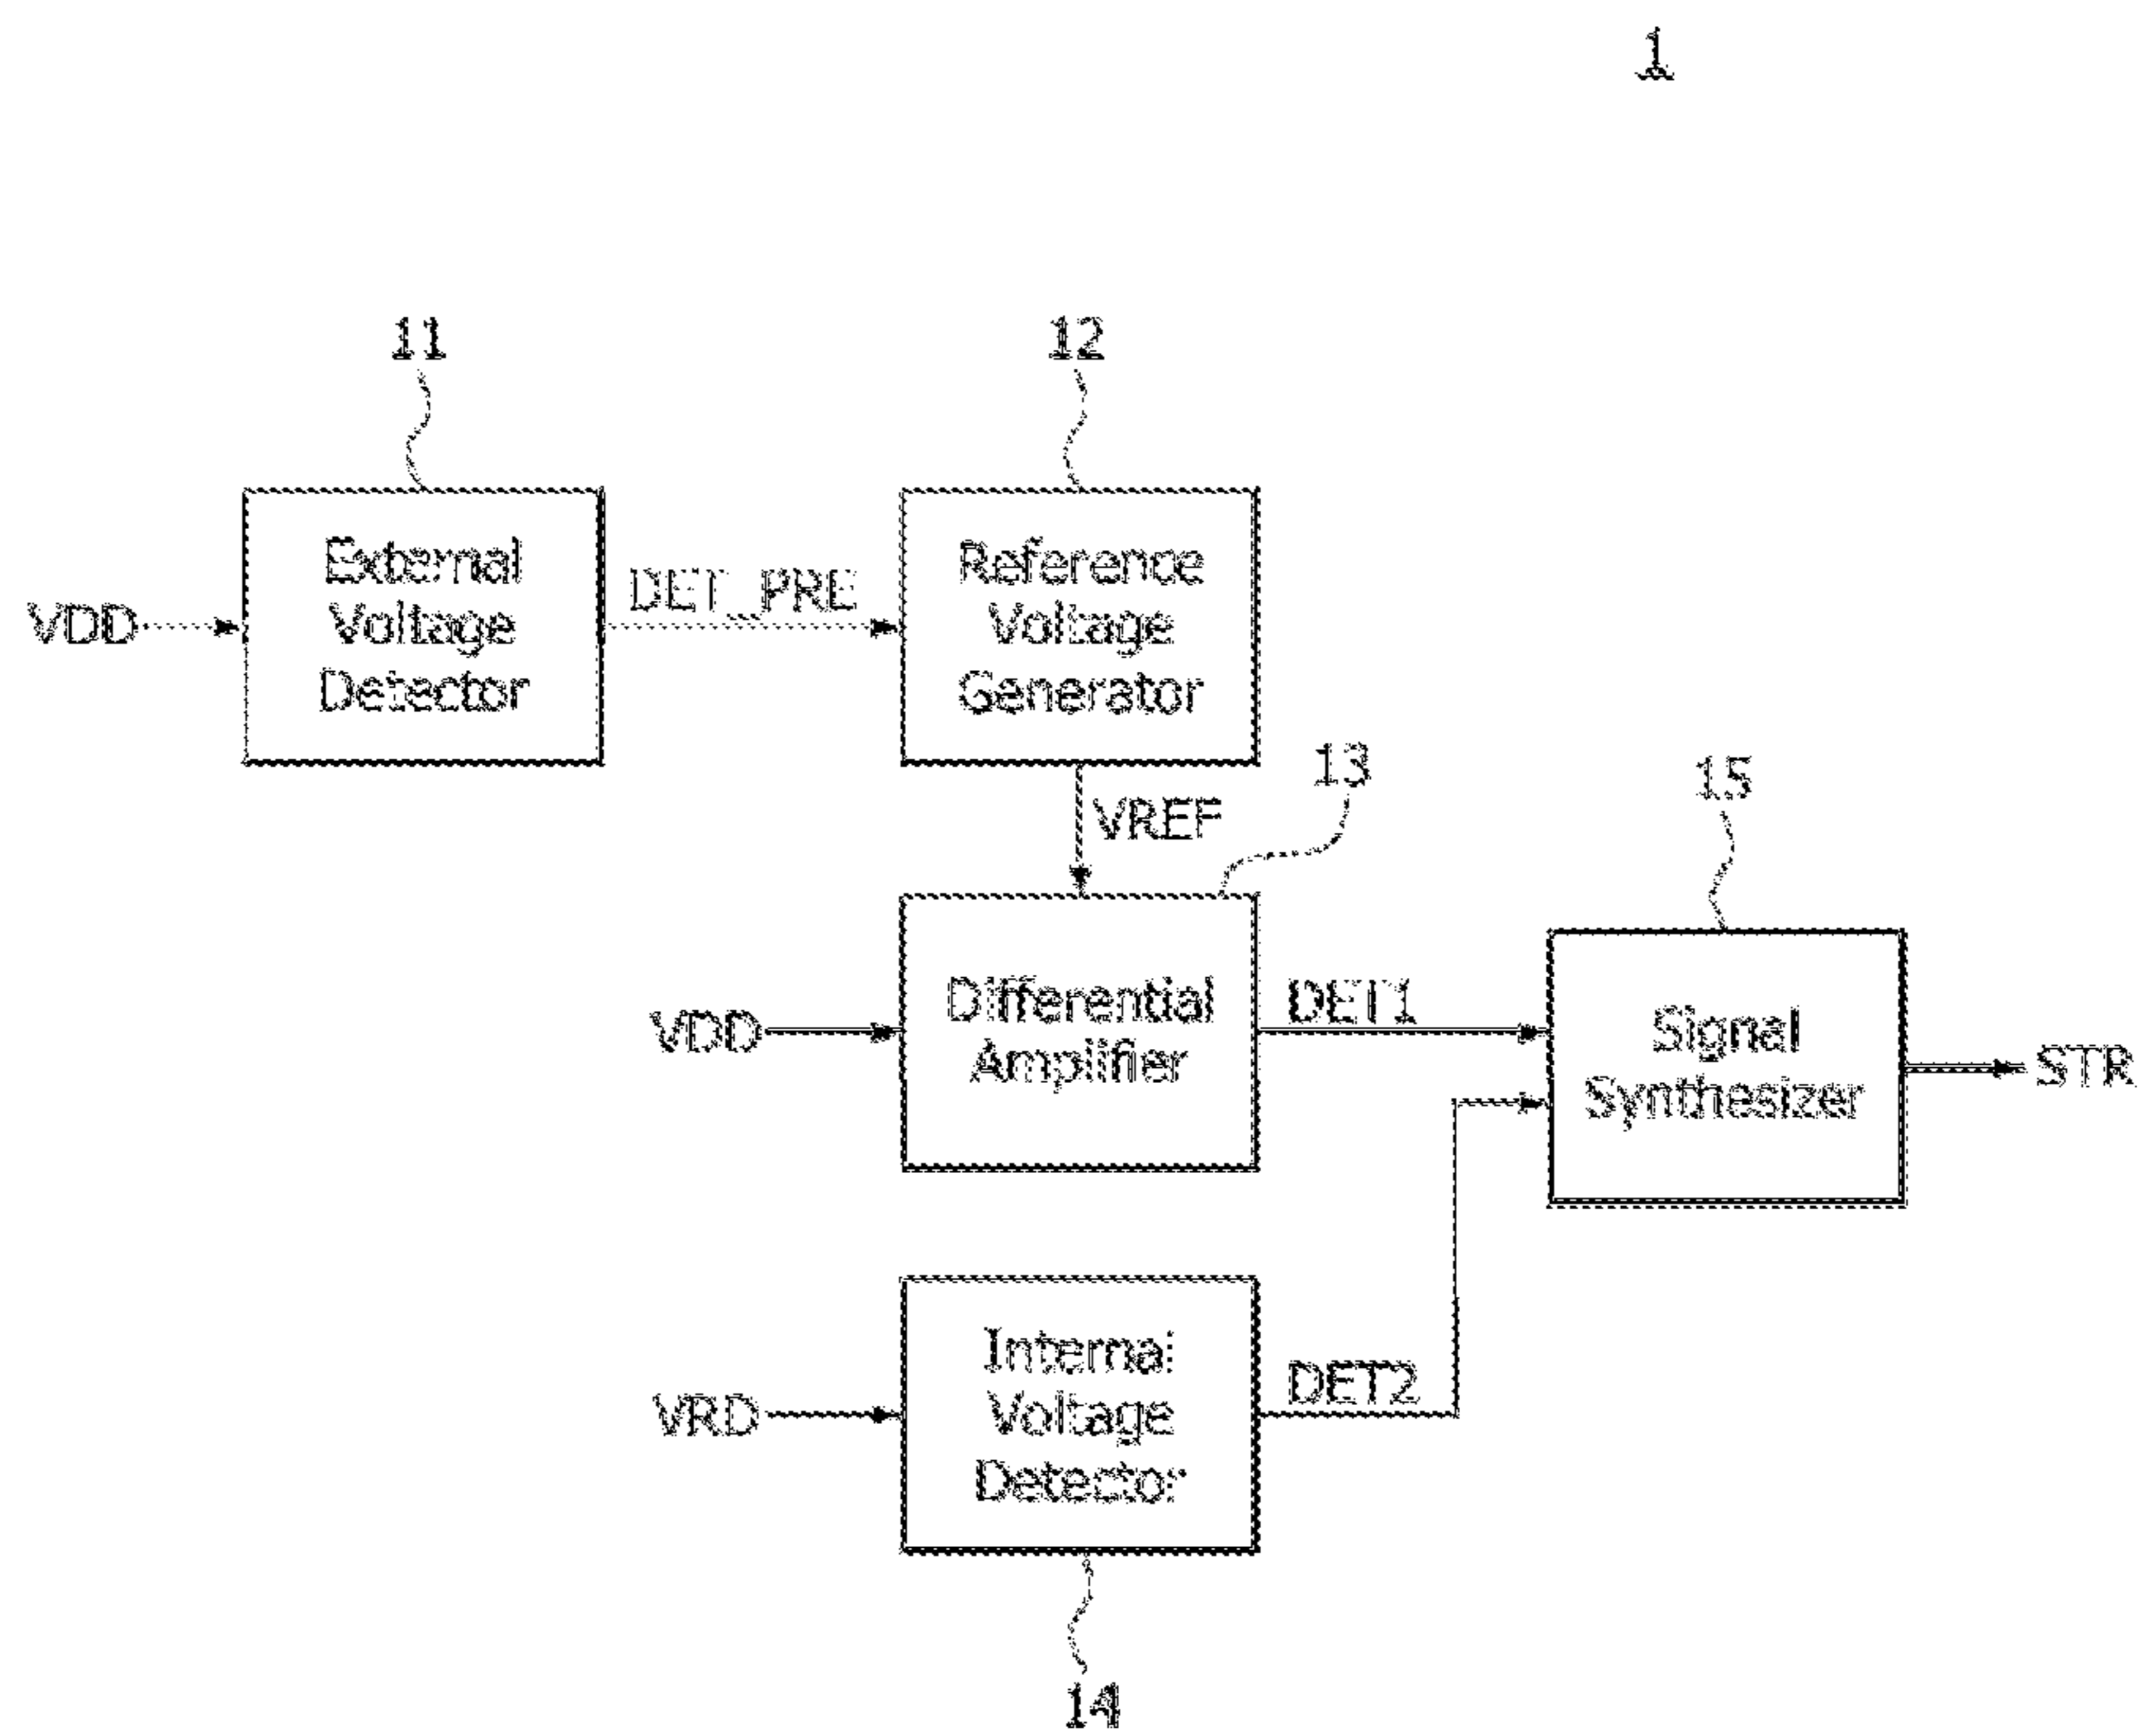 1
11
12
External
Voltage
Detector
VDD
DET_PRE
Reference
Voltage
Generator
13
VREF
15
VDD
Differential
Amplifier
DET1
Signal
Synthesizer
STR
VRD
Internal
Voltage
Detector
DET2
14